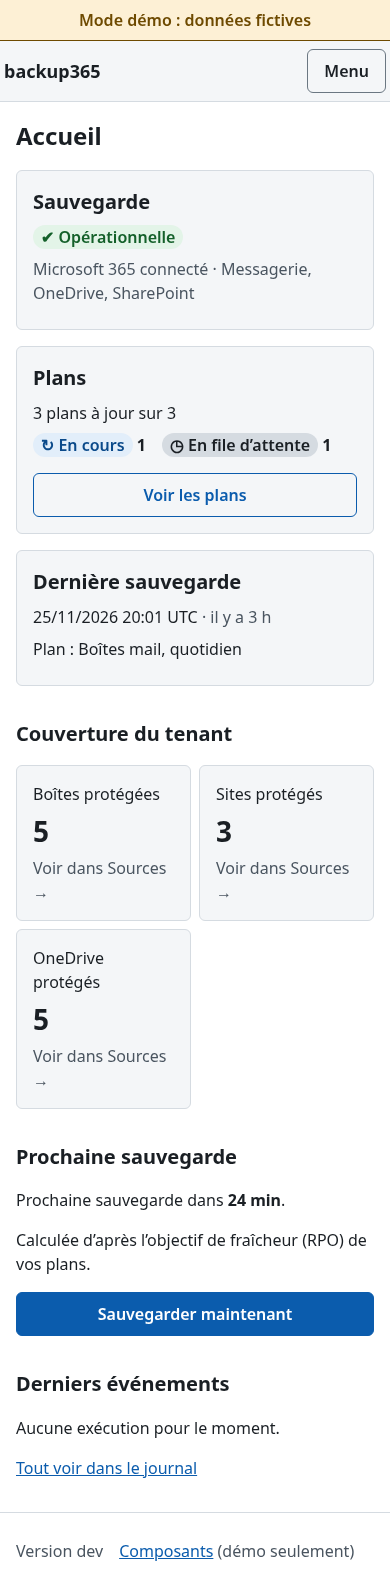 Mode démo : données fictives
backup365
Menu
Accueil
Sauvegarde
✔ Opérationnelle
Microsoft 365 connecté · Messagerie,
OneDrive, SharePoint
Plans
3 plans à jour sur 3
↻ En cours 1 ◷ En file d’attente 1
Voir les plans
Dernière sauvegarde
25/11/2026 20:01 UTC · il y a 3 h
Plan : Boîtes mail, quotidien
Couverture du tenant
Boîtes protégées
5
Voir dans Sources
→
Sites protégés
3
Voir dans Sources
→
OneDrive
protégés
5
Voir dans Sources
→
Prochaine sauvegarde
Prochaine sauvegarde dans 24 min.
Calculée d’après l’objectif de fraîcheur (RPO) de
vos plans.
Sauvegarder maintenant
Derniers événements
Aucune exécution pour le moment.
Tout voir dans le journal
Version dev Composants (démo seulement)